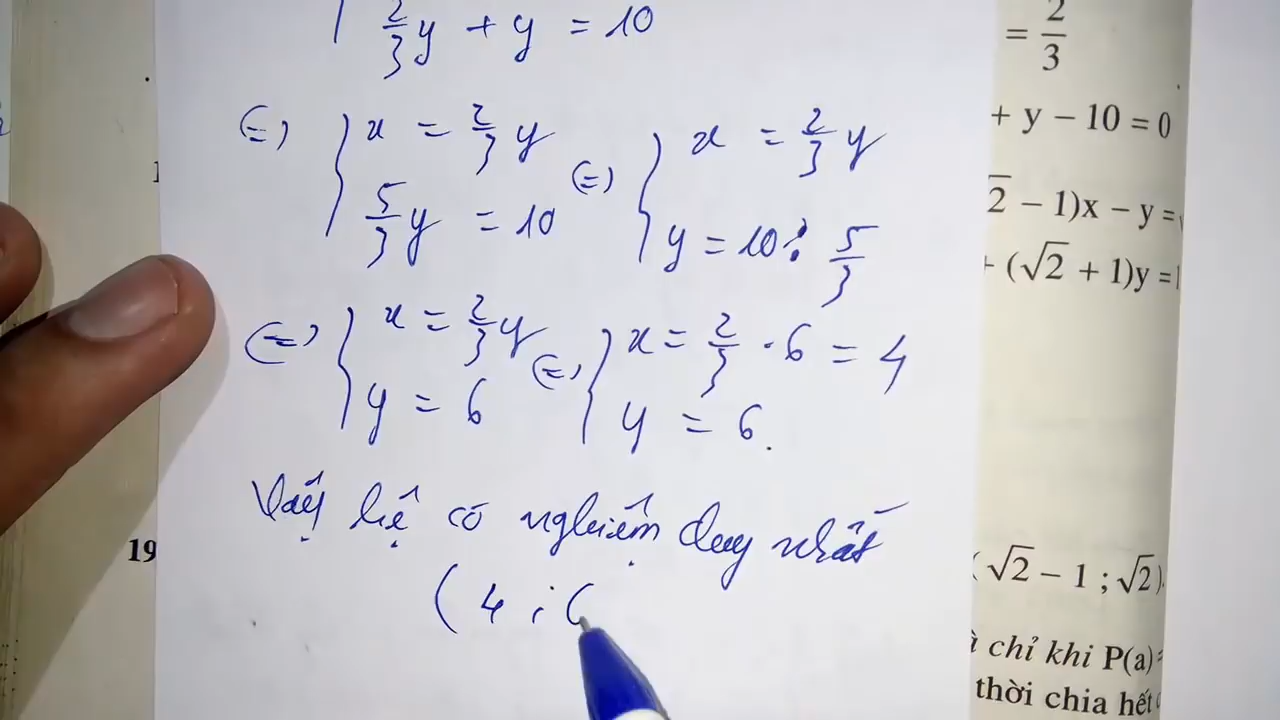 2/3 y + y = 10
= 2/3
+ y − 10 = 0
(=) { x = 2/3 y (=) { x = 2/3 y
5/3 y = 10 y = 10 : 5/3
√2 − 1)x − y =
+ (√2 + 1)y = 1
(=) { x = 2/3 y (=) { x = 2/3 · 6 = 4
y = 6 y = 6.
Vậy hệ có nghiệm duy nhất
19
(√2 − 1 ; √2).
(4 ; 6
chỉ khi P(a) =
thời chia hết